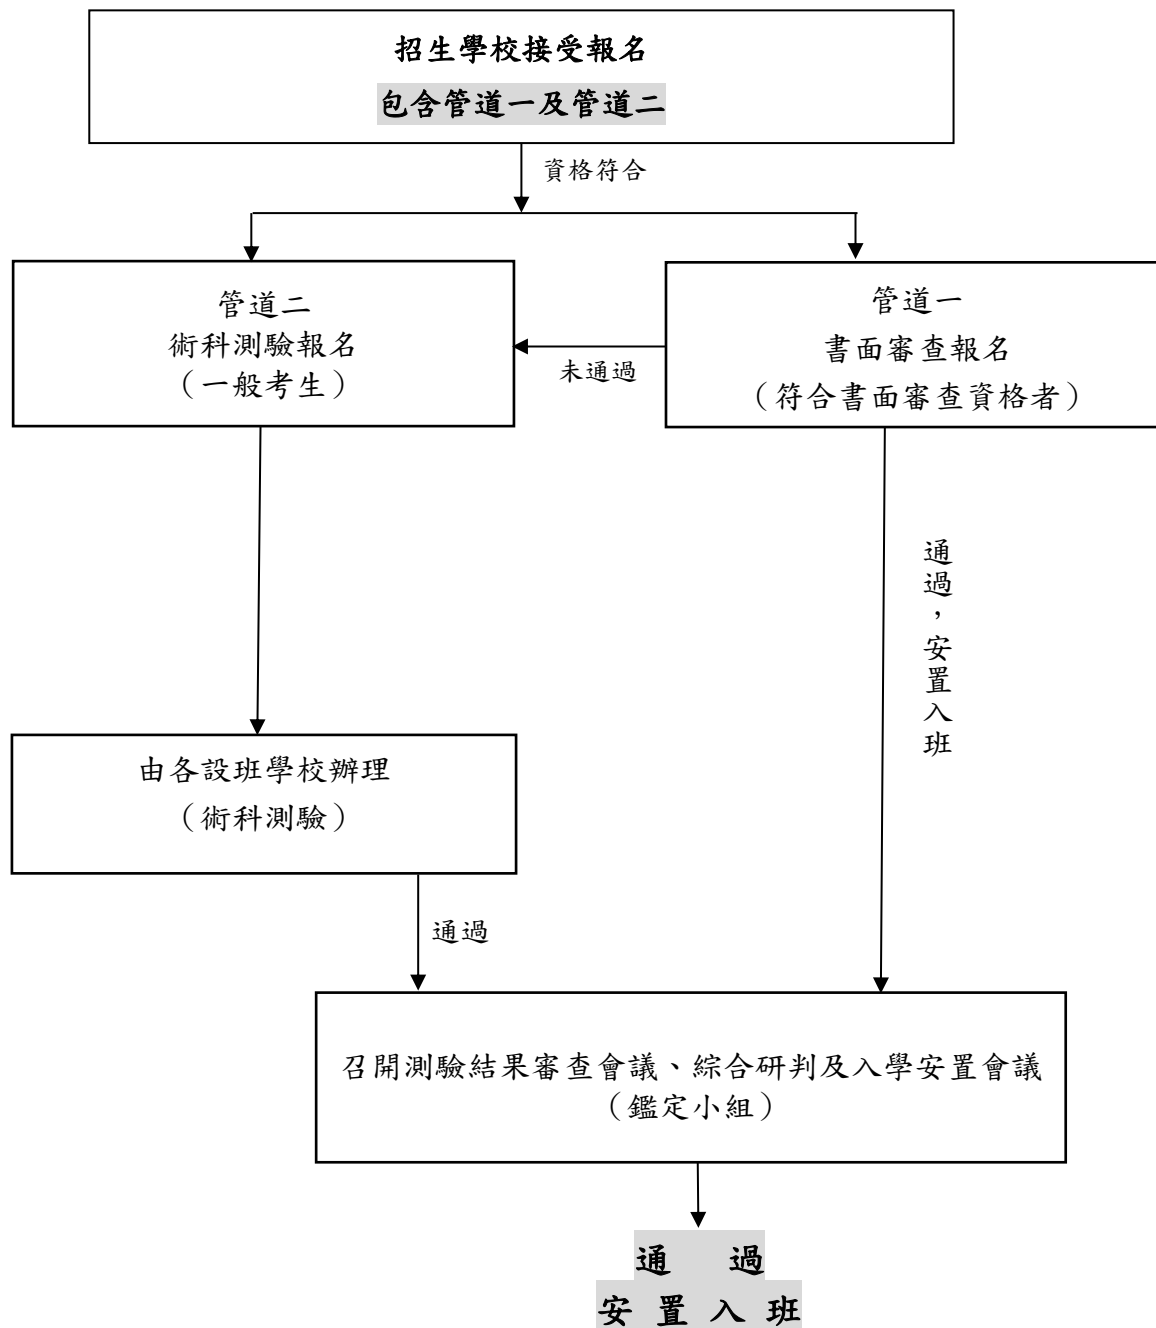 招生學校接受報名
包含管道一及管道二
資格符合
管道二
術科測驗報名
（一般考生）
未通過
管道一
書面審查報名
（符合書面審查資格者）
通過，安置入班
由各設班學校辦理
（術科測驗）
通過
召開測驗結果審查會議、綜合研判及入學安置會議
（鑑定小組）
通 過
安 置 入 班